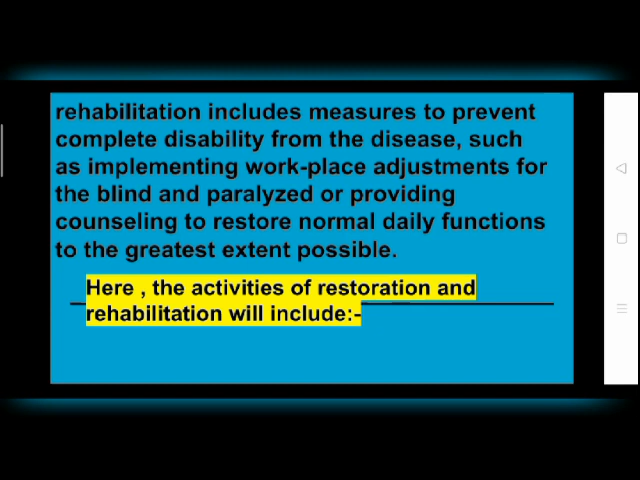 rehabilitation includes measures to prevent
complete disability from the disease, such
as implementing work-place adjustments for
the blind and paralyzed or providing
counseling to restore normal daily functions
to the greatest extent possible.
Here , the activities of restoration and
rehabilitation will include:-